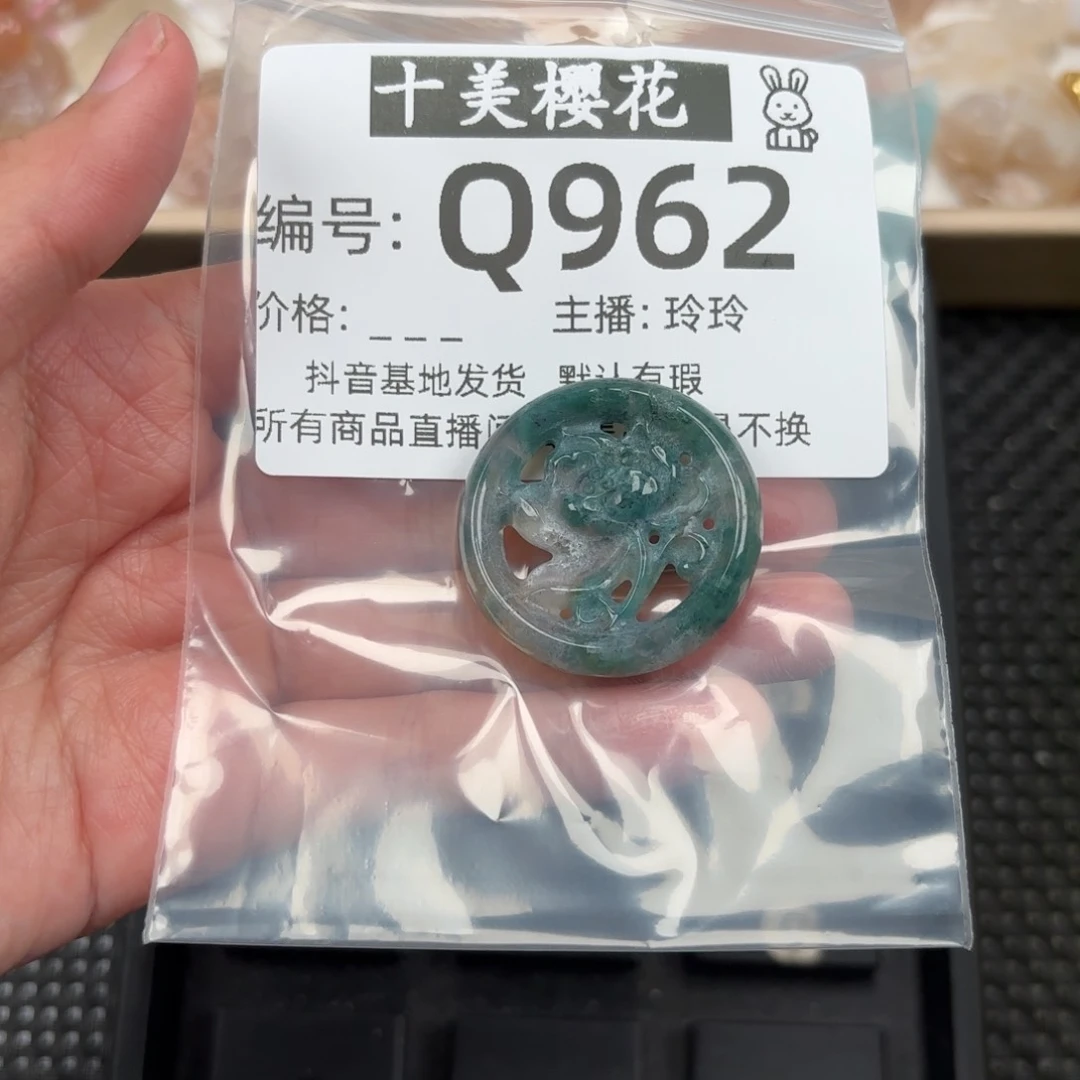 十美樱花
编号: Q962
价格: _ _ _ 主播: 玲玲
抖音基地发货 默认有瑕
所有商品直播间 不换